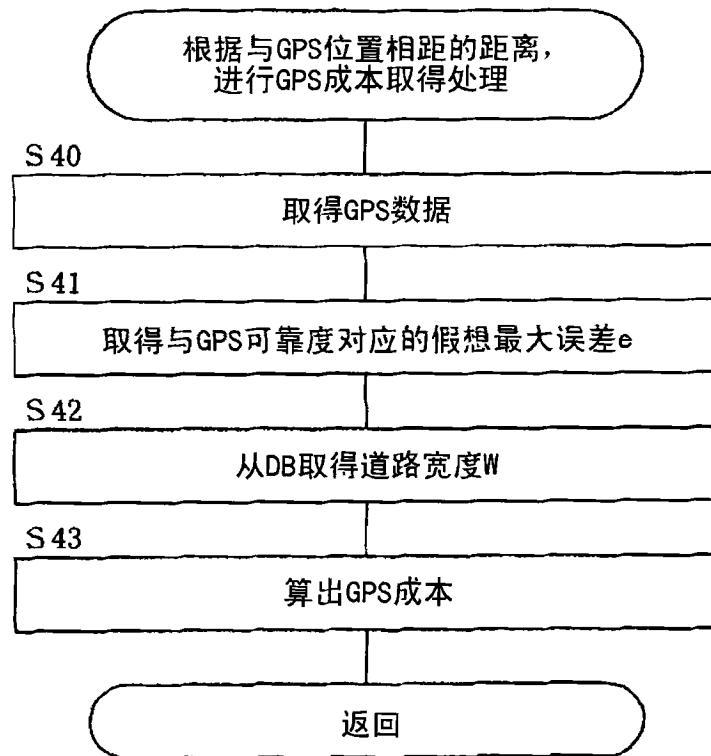 根据与GPS位置相距的距离，
进行GPS成本取得处理
S40
取得GPS数据
S41
取得与GPS可靠度对应的假想最大误差e
S42
从DB取得道路宽度W
S43
算出GPS成本
返回